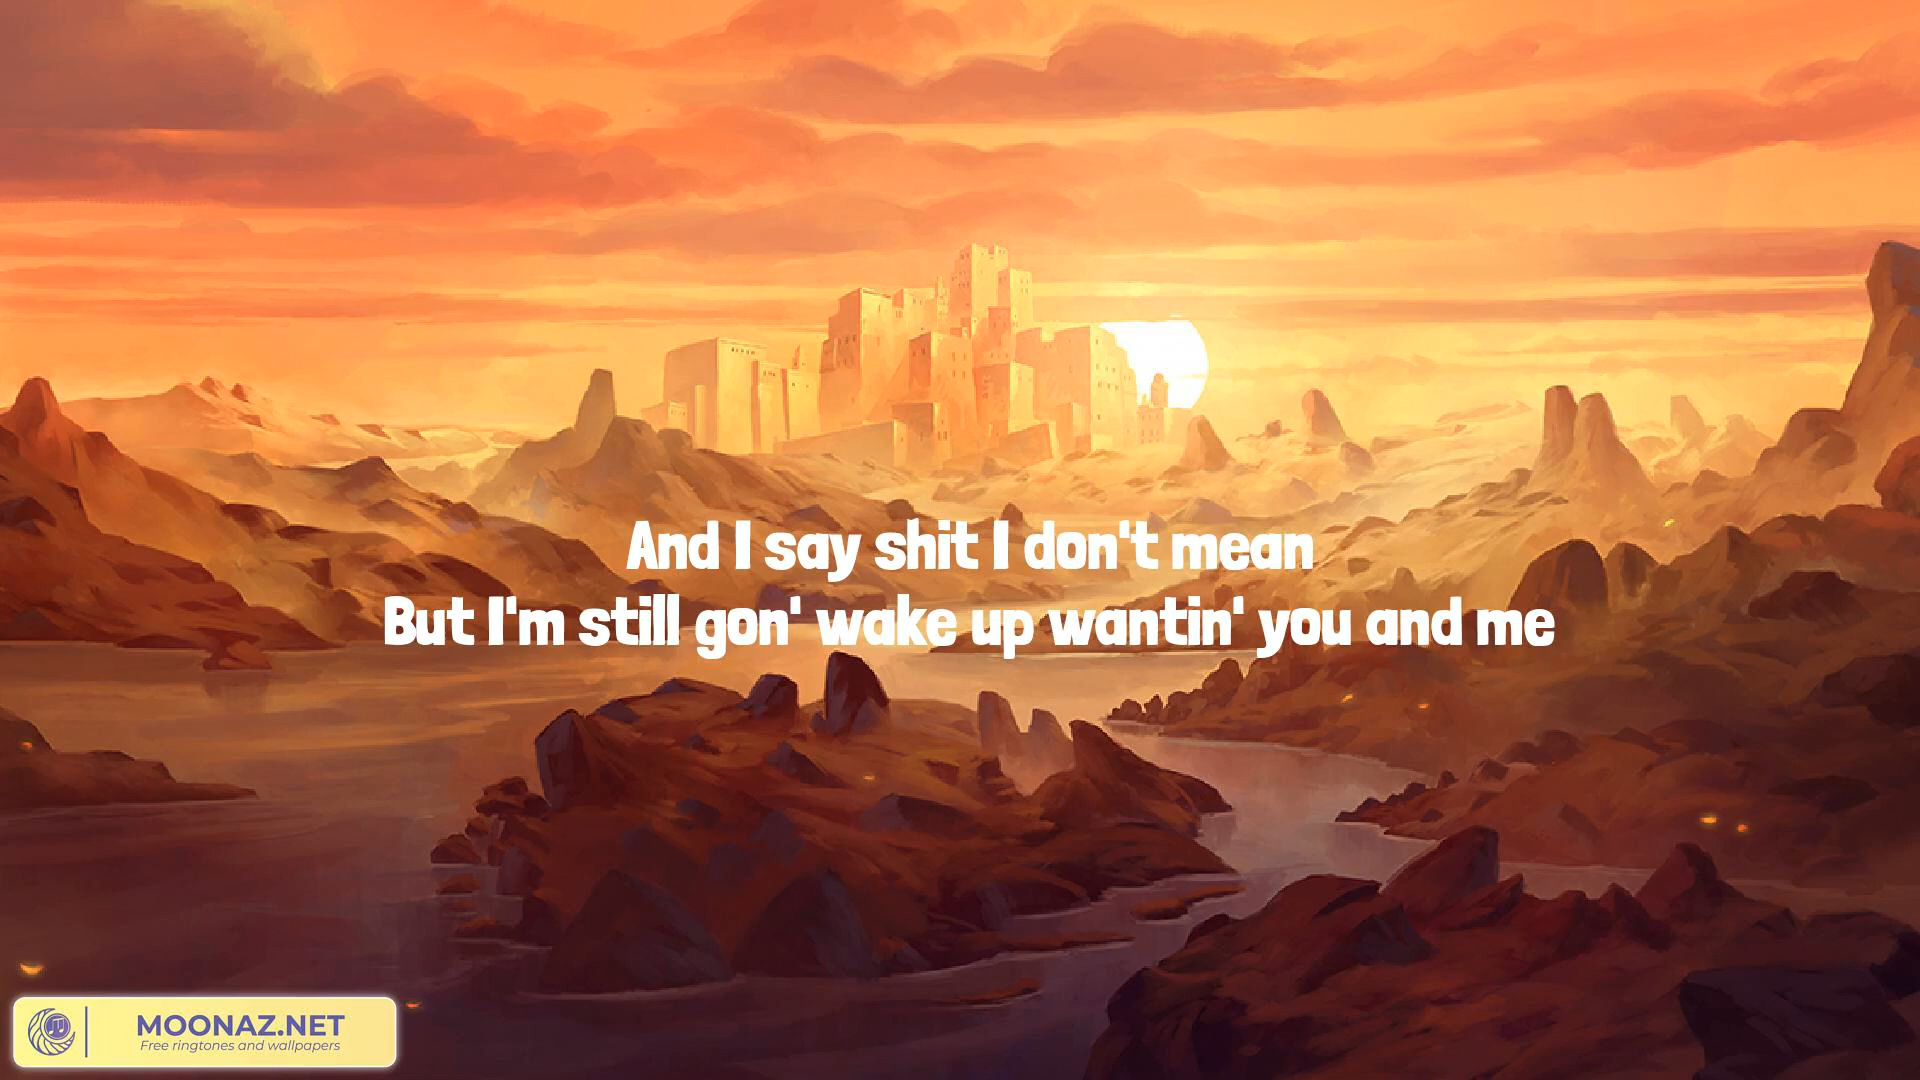 And I say shit I don't mean
But I'm still gon' wake up wantin' you and me
MOONAZ.NET
Free ringtones and wallpapers